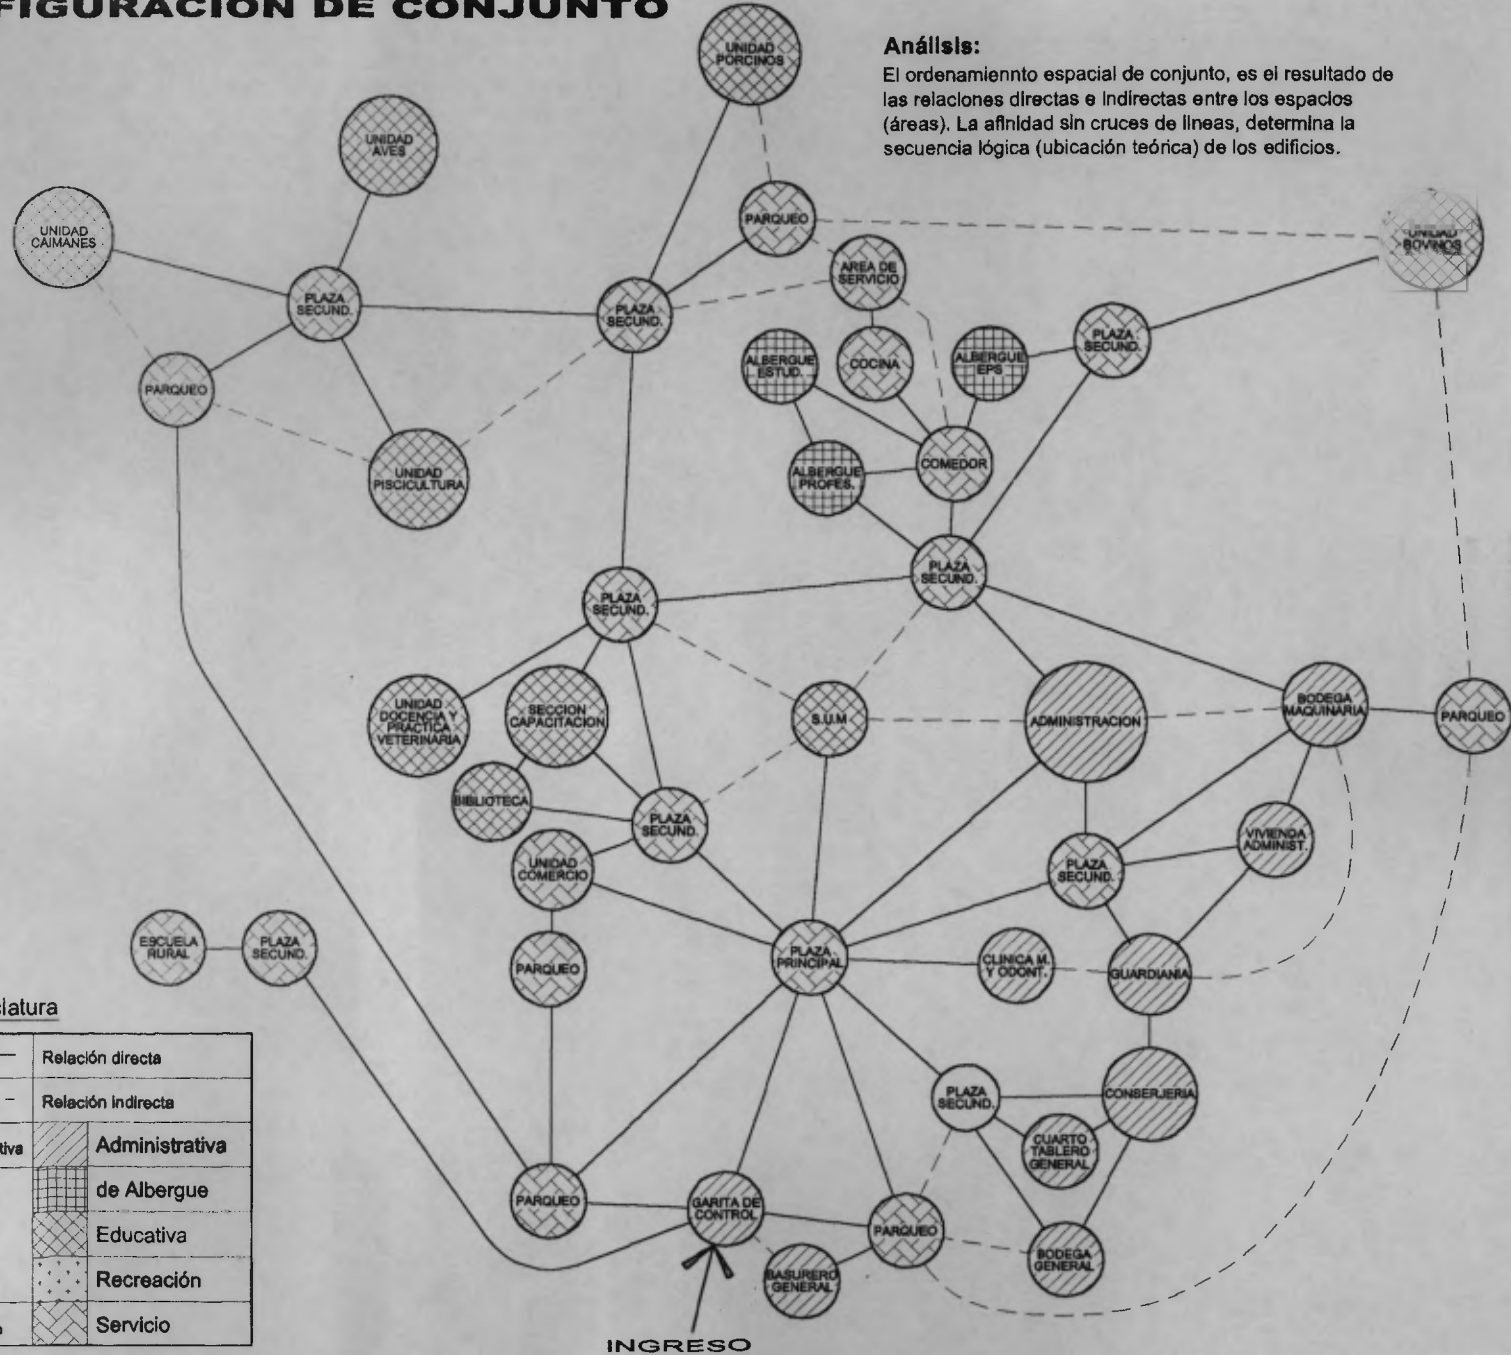 FIGURACION DE CONJUNTO
Análisis:
El ordenamiennto espacial de conjunto, es el resultado de
las relaciones directas e indirectas entre los espacios
(áreas). La afinidad sin cruces de lineas, determina la
secuencia lógica (ubicación teórica) de los edificios.
UNIDAD
PORCINOS
UNIDAD
AVES
UNIDAD
CAIMANES
PARQUEO
UNIDAD
BOVINOS
AREA DE
SERVICIO
PLAZA
SECUND.
PLAZA
SECUND.
PLAZA
SECUND.
ALBERGUE
ESTUD.
COCINA
ALBERGUE
EPS
PARQUEO
UNIDAD
PISCICULTURA
ALBERGUE
PROFES.
COMEDOR
PLAZA
SECUND.
PLAZA
SECUND.
UNIDAD
DOCENCIA Y
PRACTICA
VETERINARIA
SECCION
CAPACITACION
S.U.M
ADMINISTRACION
BODEGA
MAQUINARIA
PARQUEO
BIBLIOTECA
PLAZA
SECUND.
VIVIENDA
ADMINIST.
UNIDAD
COMERCIO
PLAZA
SECUND.
ESCUELA
RURAL
PLAZA
SECUND.
PARQUEO
PLAZA
PRINCIPAL
CLINICA M.
Y ODONT.
GUARDIANIA
PLAZA
SECUND.
CONSERJERIA
CUARTO
TABLERO
GENERAL
PARQUEO
GARITA DE
CONTROL
PARQUEO
BASURERO
GENERAL
BODEGA
GENERAL
INGRESO
clatura
Relación directa
Relación indirecta
tiva Administrativa
de Albergue
Educativa
Recreación
Servicio